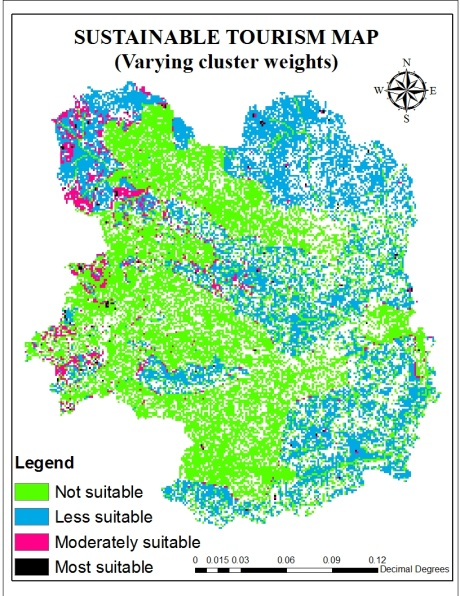 SUSTAINABLE TOURISM MAP
(Varying cluster weights)
N
W E
S
Legend
Not suitable
Less suitable
Moderately suitable
Most suitable
0 0.015 0.03 0.06 0.09 0.12
Decimal Degrees